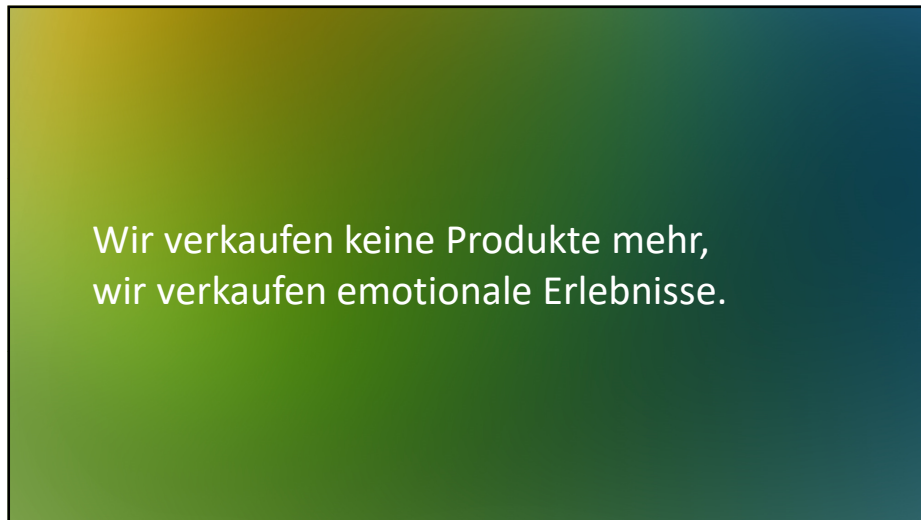 Wir verkaufen keine Produkte mehr,
wir verkaufen emotionale Erlebnisse.